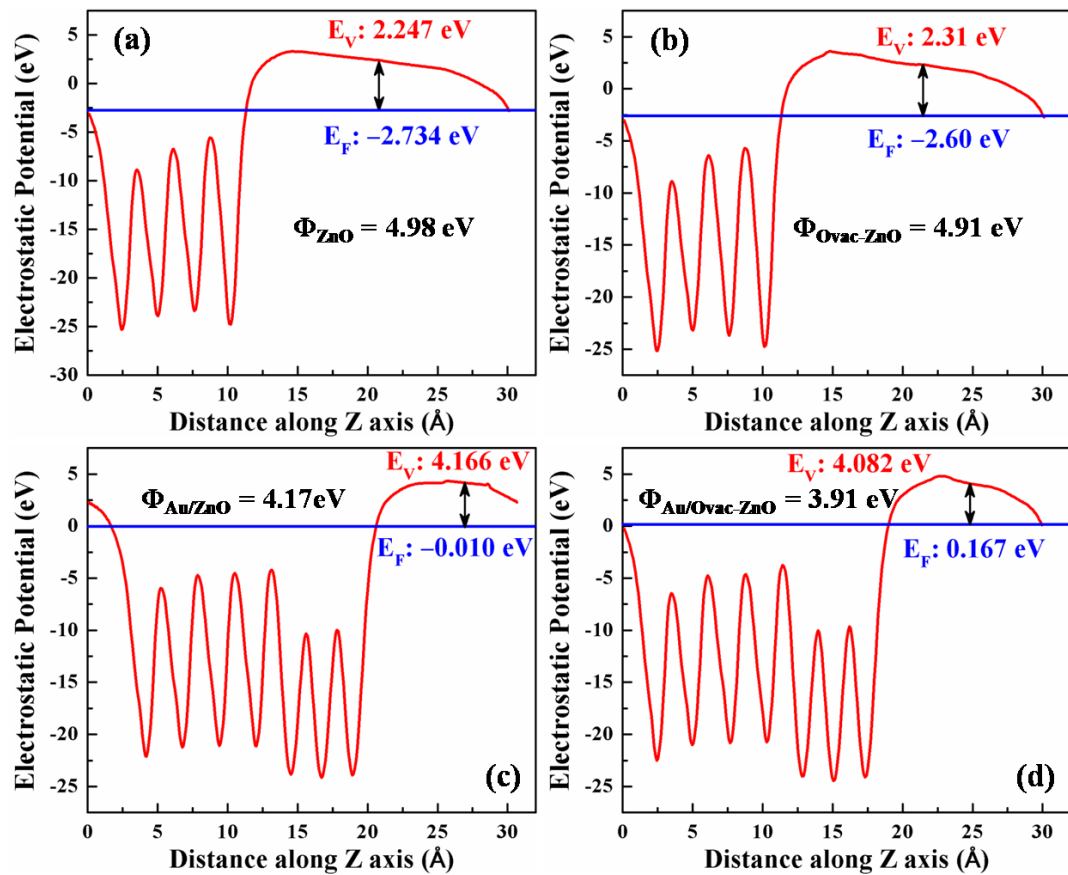 (a)
E_V: 2.247 eV
E_F: −2.734 eV
Φ_ZnO = 4.98 eV
Electrostatic Potential (eV)
5
0
-5
-10
-15
-20
-25
-30
0 5 10 15 20 25 30
Distance along Z axis (Å)
(b)
E_V: 2.31 eV
E_F: −2.60 eV
Φ_Ovac-ZnO = 4.91 eV
Electrostatic Potential (eV)
5
0
-5
-10
-15
-20
-25
0 5 10 15 20 25 30
Distance along Z axis (Å)
E_V: 4.166 eV
Φ_Au/ZnO = 4.17eV
E_F: −0.010 eV
(c)
Electrostatic Potential (eV)
5
0
-5
-10
-15
-20
-25
0 5 10 15 20 25 30
Distance along Z axis (Å)
E_V: 4.082 eV
Φ_Au/Ovac-ZnO = 3.91 eV
E_F: 0.167 eV
(d)
Electrostatic Potential (eV)
5
0
-5
-10
-15
-20
-25
0 5 10 15 20 25 30
Distance along Z axis (Å)